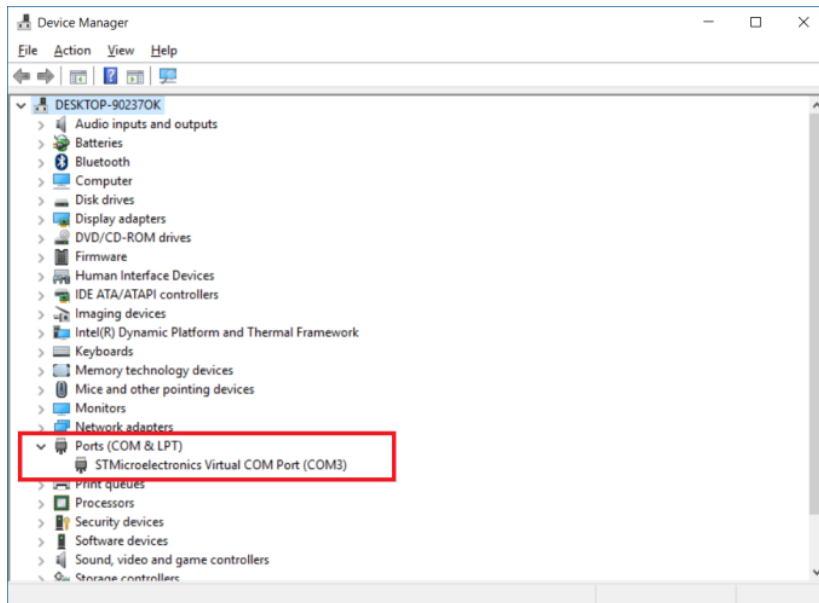 Device Manager
File Action View Help
DESKTOP-90237OK
Audio inputs and outputs
Batteries
Bluetooth
Computer
Disk drives
Display adapters
DVD/CD-ROM drives
Firmware
Human Interface Devices
IDE ATA/ATAPI controllers
Imaging devices
Intel(R) Dynamic Platform and Thermal Framework
Keyboards
Memory technology devices
Mice and other pointing devices
Monitors
Network adapters
Ports (COM & LPT)
STMicroelectronics Virtual COM Port (COM3)
Print queues
Processors
Security devices
Software devices
Sound, video and game controllers
Storage controllers